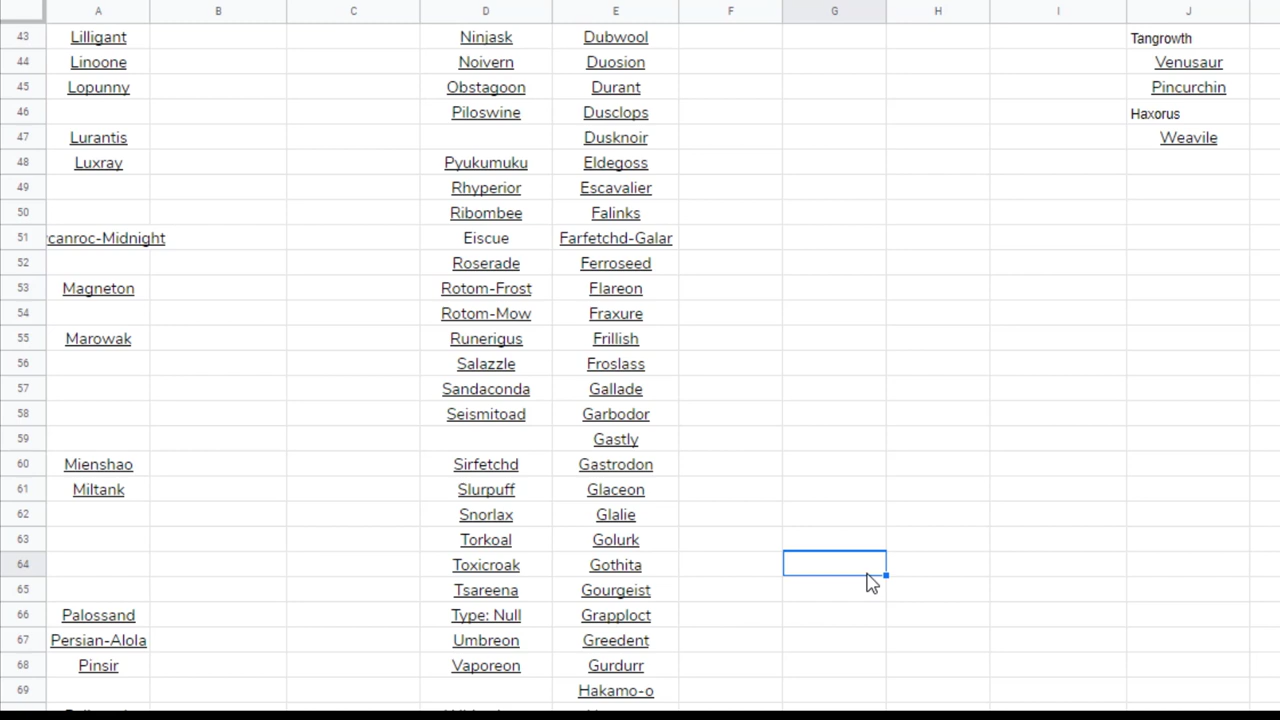 A B C D E F G H I J
43 Lilligant Ninjask Dubwool Tangrowth
44 Linoone Noivern Duosion Venusaur
45 Lopunny Obstagoon Durant Pincurchin
46 Piloswine Dusclops Haxorus
47 Lurantis Dusknoir Weavile
48 Luxray Pyukumuku Eldegoss
49 Rhyperior Escavalier
50 Ribombee Falinks
51 canroc-Midnight Eiscue Farfetchd-Galar
52 Roserade Ferroseed
53 Magneton Rotom-Frost Flareon
54 Rotom-Mow Fraxure
55 Marowak Runerigus Frillish
56 Salazzle Froslass
57 Sandaconda Gallade
58 Seismitoad Garbodor
59 Gastly
60 Mienshao Sirfetchd Gastrodon
61 Miltank Slurpuff Glaceon
62 Snorlax Glalie
63 Torkoal Golurk
64 Toxicroak Gothita
65 Tsareena Gourgeist
66 Palossand Type: Null Grapploct
67 Persian-Alola Umbreon Greedent
68 Pinsir Vaporeon Gurdurr
69 Hakamo-o